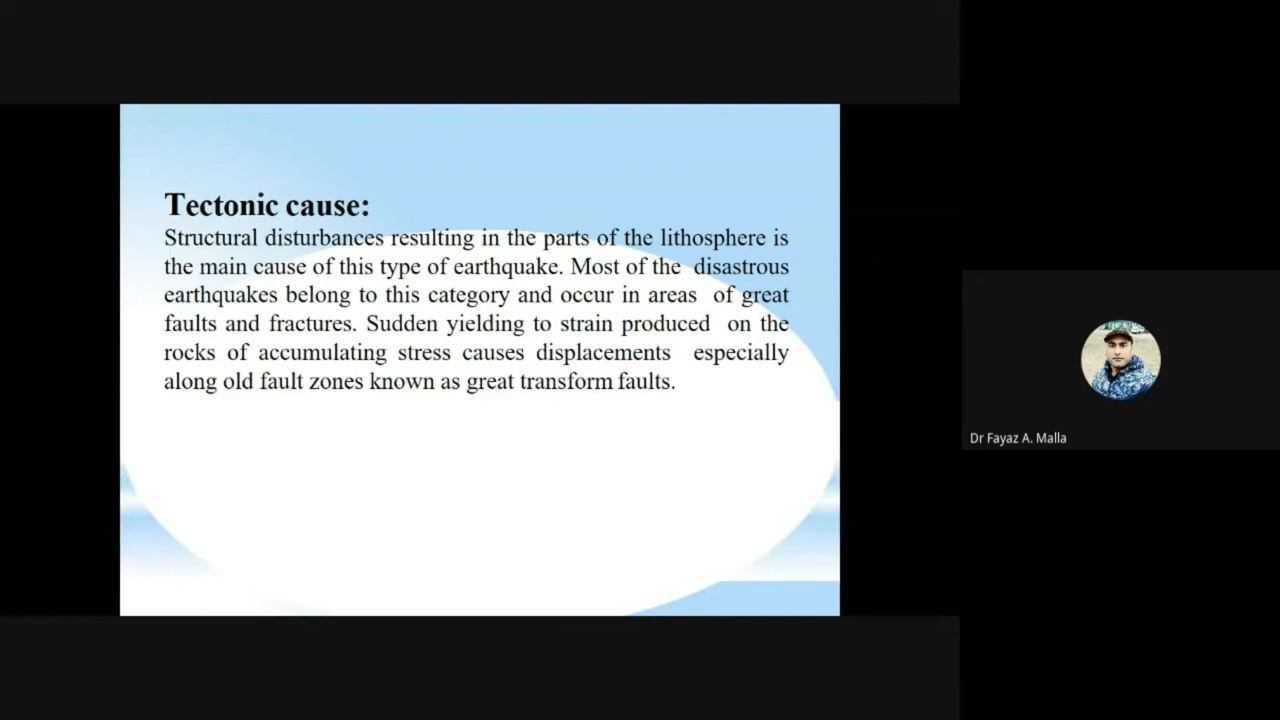 Tectonic cause:
Structural disturbances resulting in the parts of the lithosphere is
the main cause of this type of earthquake. Most of the disastrous
earthquakes belong to this category and occur in areas of great
faults and fractures. Sudden yielding to strain produced on the
rocks of accumulating stress causes displacements especially
along old fault zones known as great transform faults.
Dr Fayaz A. Malla